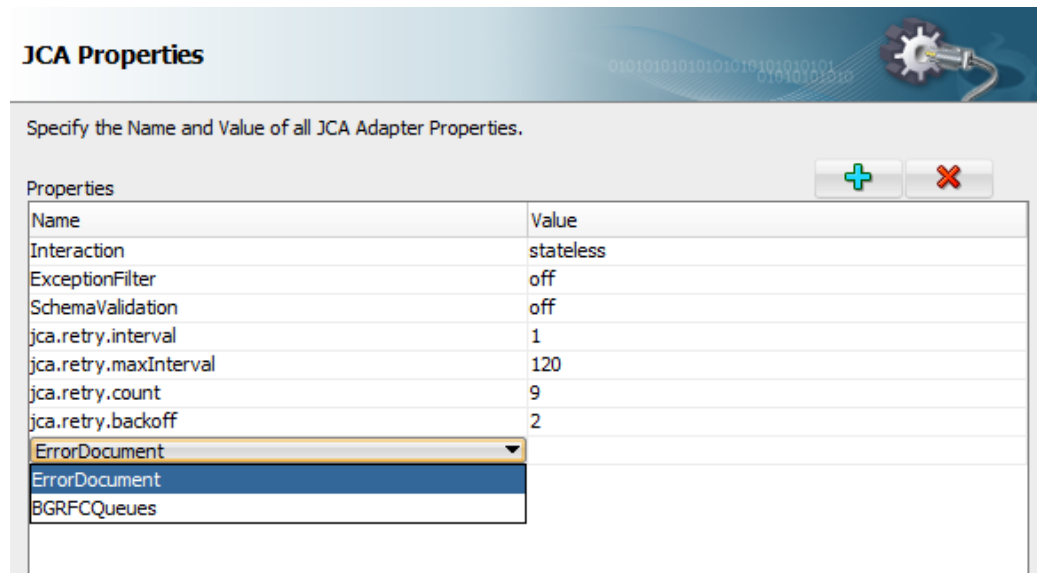 JCA Properties
0101010101010101010101010101
01010101010
Specify the Name and Value of all JCA Adapter Properties.
Properties
Name Value
Interaction stateless
ExceptionFilter off
SchemaValidation off
jca.retry.interval 1
jca.retry.maxInterval 120
jca.retry.count 9
jca.retry.backoff 2
ErrorDocument
ErrorDocument
BGRFCQueues